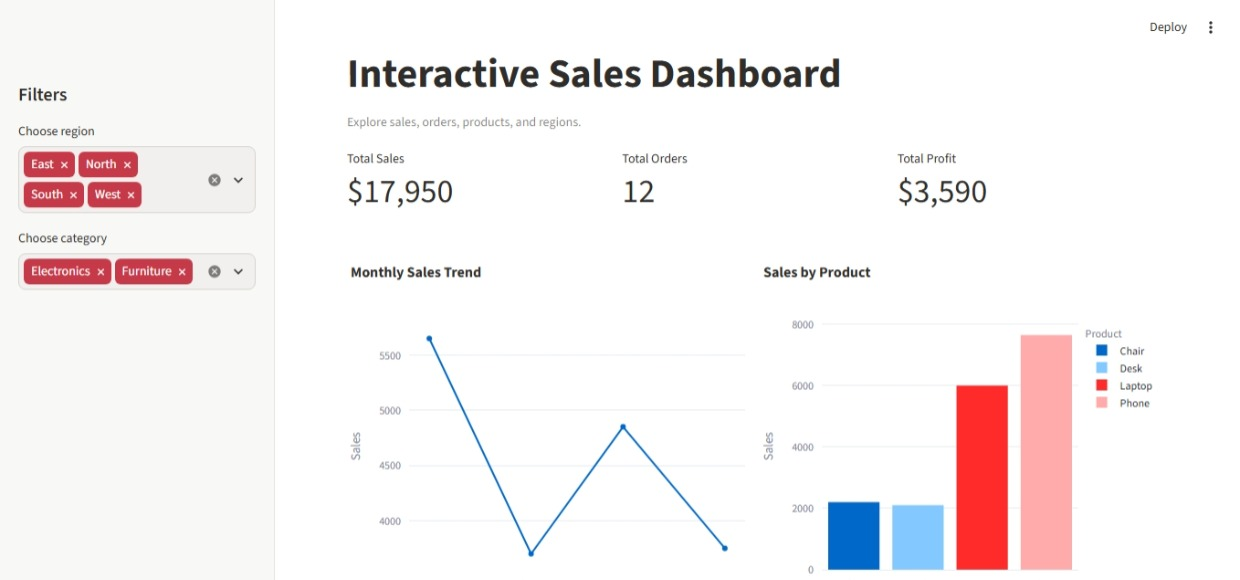 Deploy
Filters
Choose region
East × North ×
South × West ×
Choose category
Electronics × Furniture ×
Interactive Sales Dashboard
Explore sales, orders, products, and regions.
Total Sales
$17,950
Total Orders
12
Total Profit
$3,590
Monthly Sales Trend
Sales
5500
5000
4500
4000
Sales by Product
Sales
8000
6000
4000
2000
0
Product
Chair
Desk
Laptop
Phone